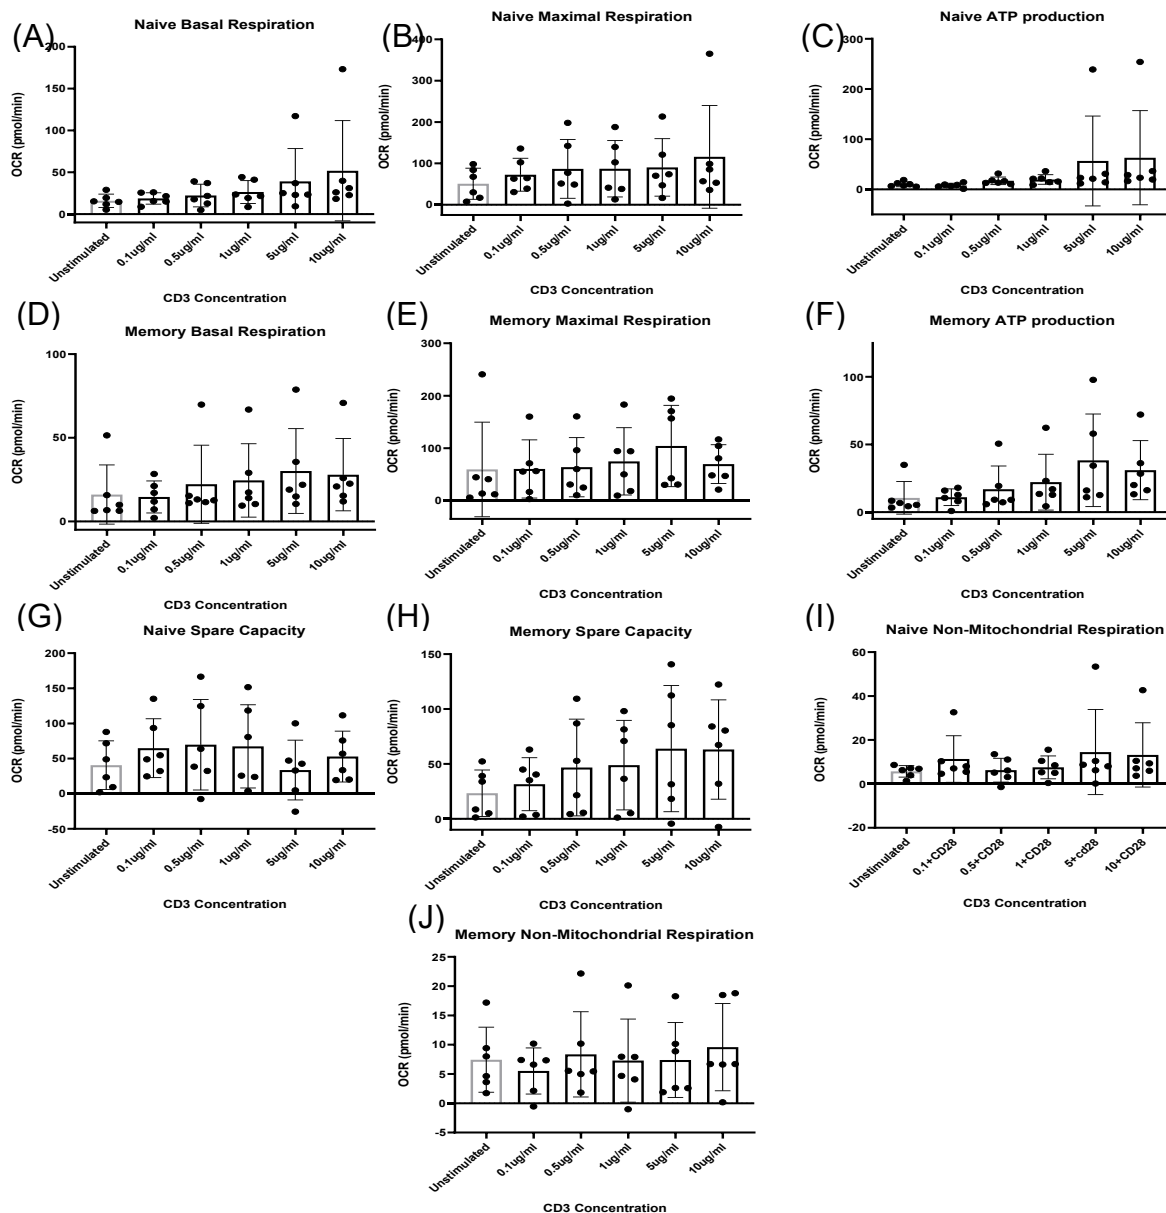 (A)
Naive Basal Respiration
OCR (pmol/min)
200
150
100
50
0
Unstimulated
0.1ug/ml
0.5ug/ml
1ug/ml
5ug/ml
10ug/ml
CD3 Concentration
(B)
Naive Maximal Respiration
OCR (pmol/min)
400
300
200
100
0
Unstimulated
0.1ug/ml
0.5ug/ml
1ug/ml
5ug/ml
10ug/ml
CD3 Concentration
(C)
Naive ATP production
OCR (pmol/min)
300
200
100
0
Unstimulated
0.1ug/ml
0.5ug/ml
1ug/ml
5ug/ml
10ug/ml
CD3 Concentration
(D)
Memory Basal Respiration
OCR (pmol/min)
100
50
0
Unstimulated
0.1ug/ml
0.5ug/ml
1ug/ml
5ug/ml
10ug/ml
CD3 Concentration
(E)
Memory Maximal Respiration
OCR (pmol/min)
300
200
100
0
Unstimulated
0.1ug/ml
0.5ug/ml
1ug/ml
5ug/ml
10ug/ml
CD3 Concentration
(F)
Memory ATP production
OCR (pmol/min)
100
50
0
Unstimulated
0.1ug/ml
0.5ug/ml
1ug/ml
5ug/ml
10ug/ml
CD3 Concentration
(G)
Naive Spare Capacity
OCR (pmol/min)
200
150
100
50
0
-50
Unstimulated
0.1ug/ml
0.5ug/ml
1ug/ml
5ug/ml
10ug/ml
CD3 Concentration
(H)
Memory Spare Capacity
OCR (pmol/min)
150
100
50
0
Unstimulated
0.1ug/ml
0.5ug/ml
1ug/ml
5ug/ml
10ug/ml
CD3 Concentration
(I)
Naive Non-Mitochondrial Respiration
OCR (pmol/min)
60
40
20
0
-20
Unstimulated
0.1+CD28
0.5+CD28
1+CD28
5+cd28
10+CD28
CD3 Concentration
(J)
Memory Non-Mitochondrial Respiration
OCR (pmol/min)
25
20
15
10
5
0
-5
Unstimulated
0.1ug/ml
0.5ug/ml
1ug/ml
5ug/ml
10ug/ml
CD3 Concentration